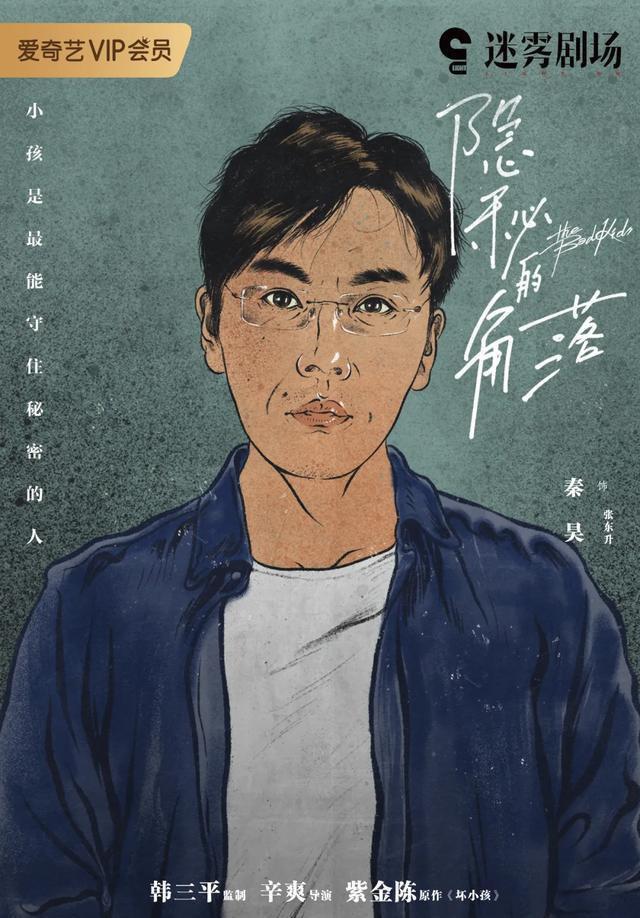 爱奇艺VIP会员
EIGHT
迷雾剧场
小孩是最能守住秘密的人
隐秘的角落
the Bad Kids
秦昊 饰 张东升
韩三平监制 辛爽导演 紫金陈原作《坏小孩》